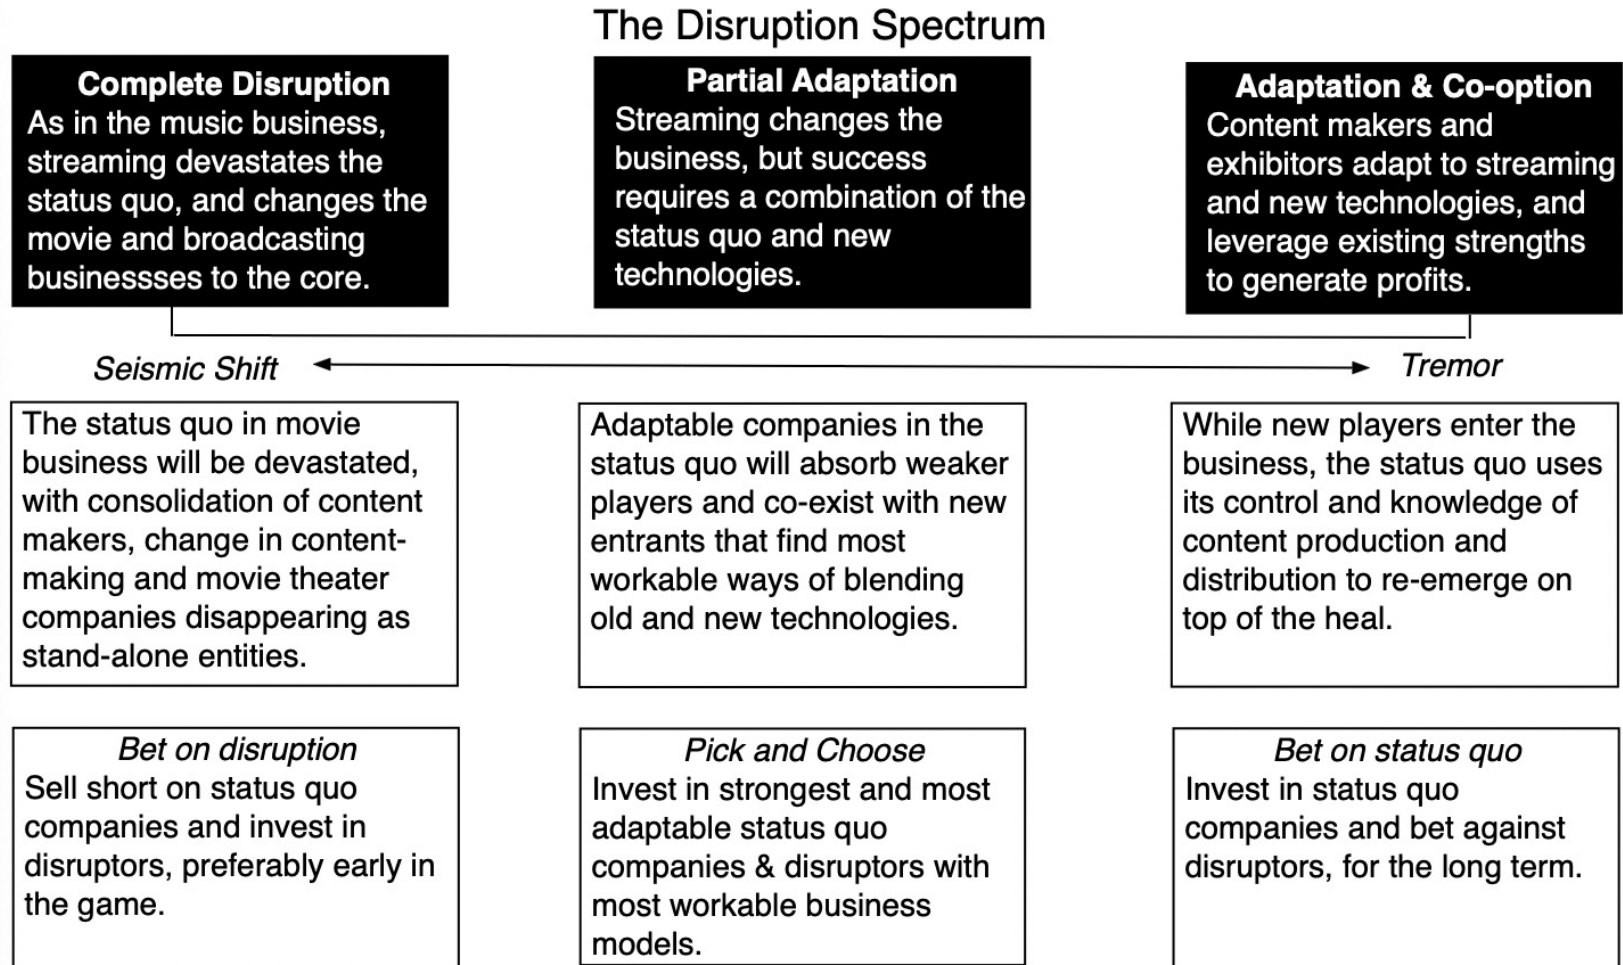 The Disruption Spectrum
Complete Disruption
As in the music business,
streaming devastates the
status quo, and changes the
movie and broadcasting
businessses to the core.
Partial Adaptation
Streaming changes the
business, but success
requires a combination of the
status quo and new
technologies.
Adaptation & Co-option
Content makers and
exhibitors adapt to streaming
and new technologies, and
leverage existing strengths
to generate profits.
Seismic Shift
Tremor
The status quo in movie
business will be devastated,
with consolidation of content
makers, change in content-
making and movie theater
companies disappearing as
stand-alone entities.
Adaptable companies in the
status quo will absorb weaker
players and co-exist with new
entrants that find most
workable ways of blending
old and new technologies.
While new players enter the
business, the status quo uses
its control and knowledge of
content production and
distribution to re-emerge on
top of the heal.
Bet on disruption
Sell short on status quo
companies and invest in
disruptors, preferably early in
the game.
Pick and Choose
Invest in strongest and most
adaptable status quo
companies & disruptors with
most workable business
models.
Bet on status quo
Invest in status quo
companies and bet against
disruptors, for the long term.